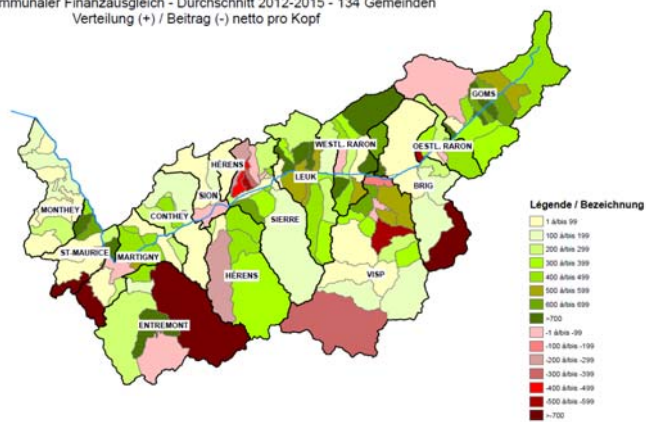 mmunaler Finanzausgleich - Durchschnitt 2012-2015 - 134 Gemeinden
Verteilung (+) / Beitrag (-) netto pro Kopf
GOMS
WESTL. RARON
OESTL. RARON
HÉRENS
LEUK
BRIG
SION
MONTHEY
CONTHEY
SIERRE
ST-MAURICE
MARTIGNY
HÉRENS
VISP
ENTREMONT
Légende / Bezeichnung
1 à/bis 99
100 à/bis 199
200 à/bis 299
300 à/bis 399
400 à/bis 499
500 à/bis 599
600 à/bis 699
>700
-1 à/bis -99
-100 à/bis -199
-200 à/bis -299
-300 à/bis -399
-400 à/bis -499
-500 à/bis -599
>-700